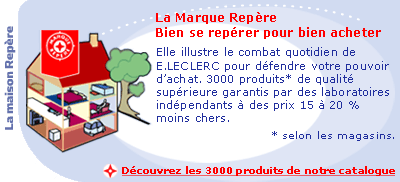 La maison Repère
MARQUE
REPÈRE
La Marque Repère
Bien se repérer pour bien acheter
Elle illustre le combat quotidien de
E.LECLERC pour défendre votre pouvoir
d'achat. 3000 produits* de qualité
supérieure garantis par des laboratoires
indépendants à des prix 15 à 20 %
moins chers.
* selon les magasins.
Découvrez les 3000 produits de notre catalogue